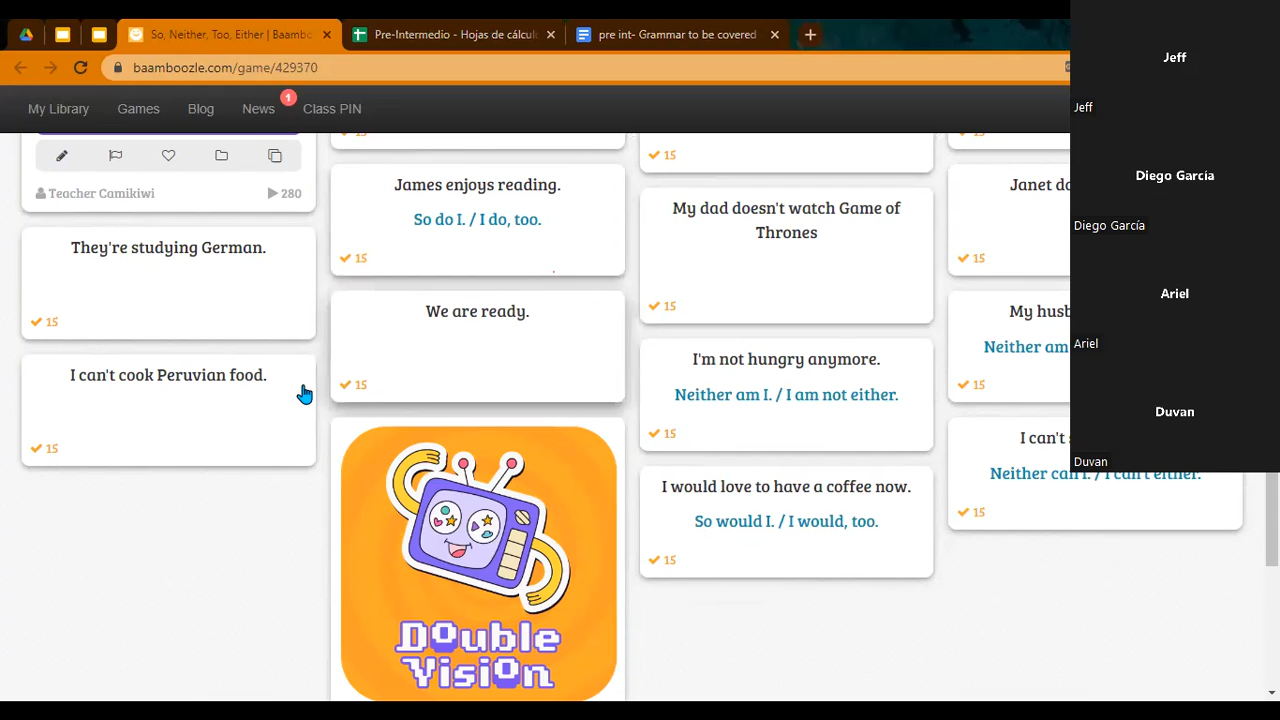 So, Neither, Too, Either | Baambo
Pre-Intermedio - Hojas de cálcul
pre int- Grammar to be covered
baamboozle.com/game/429370
My Library
Games
Blog
News
1
Class PIN
Teacher Camikiwi
280
They're studying German.
15
I can't cook Peruvian food.
15
James enjoys reading.
So do I. / I do, too.
15
We are ready.
15
Double
Vision
15
My dad doesn't watch Game of
Thrones
15
I'm not hungry anymore.
Neither am I. / I am not either.
15
I would love to have a coffee now.
So would I. / I would, too.
15
Janet do
15
My husb
Neither am
15
I can't
Neither can I. / I can't either.
15
Jeff
Jeff
Diego García
Diego García
Ariel
Ariel
Duvan
Duvan